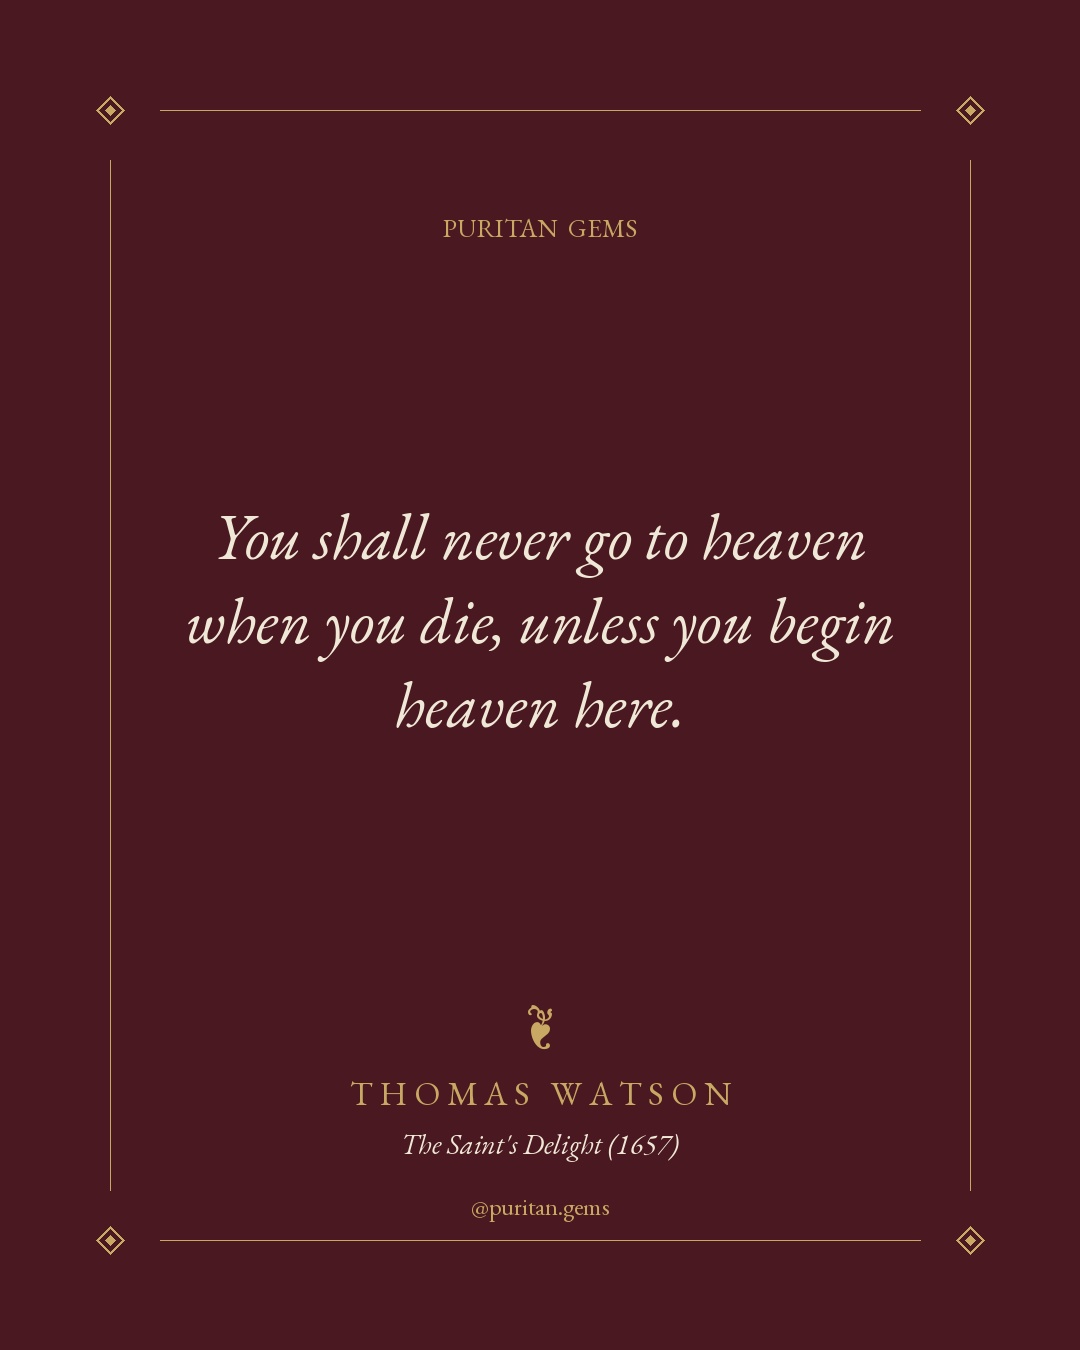 PURITAN GEMS
You shall never go to heaven
when you die, unless you begin
heaven here.
THOMAS WATSON
The Saint's Delight (1657)
@puritan.gems